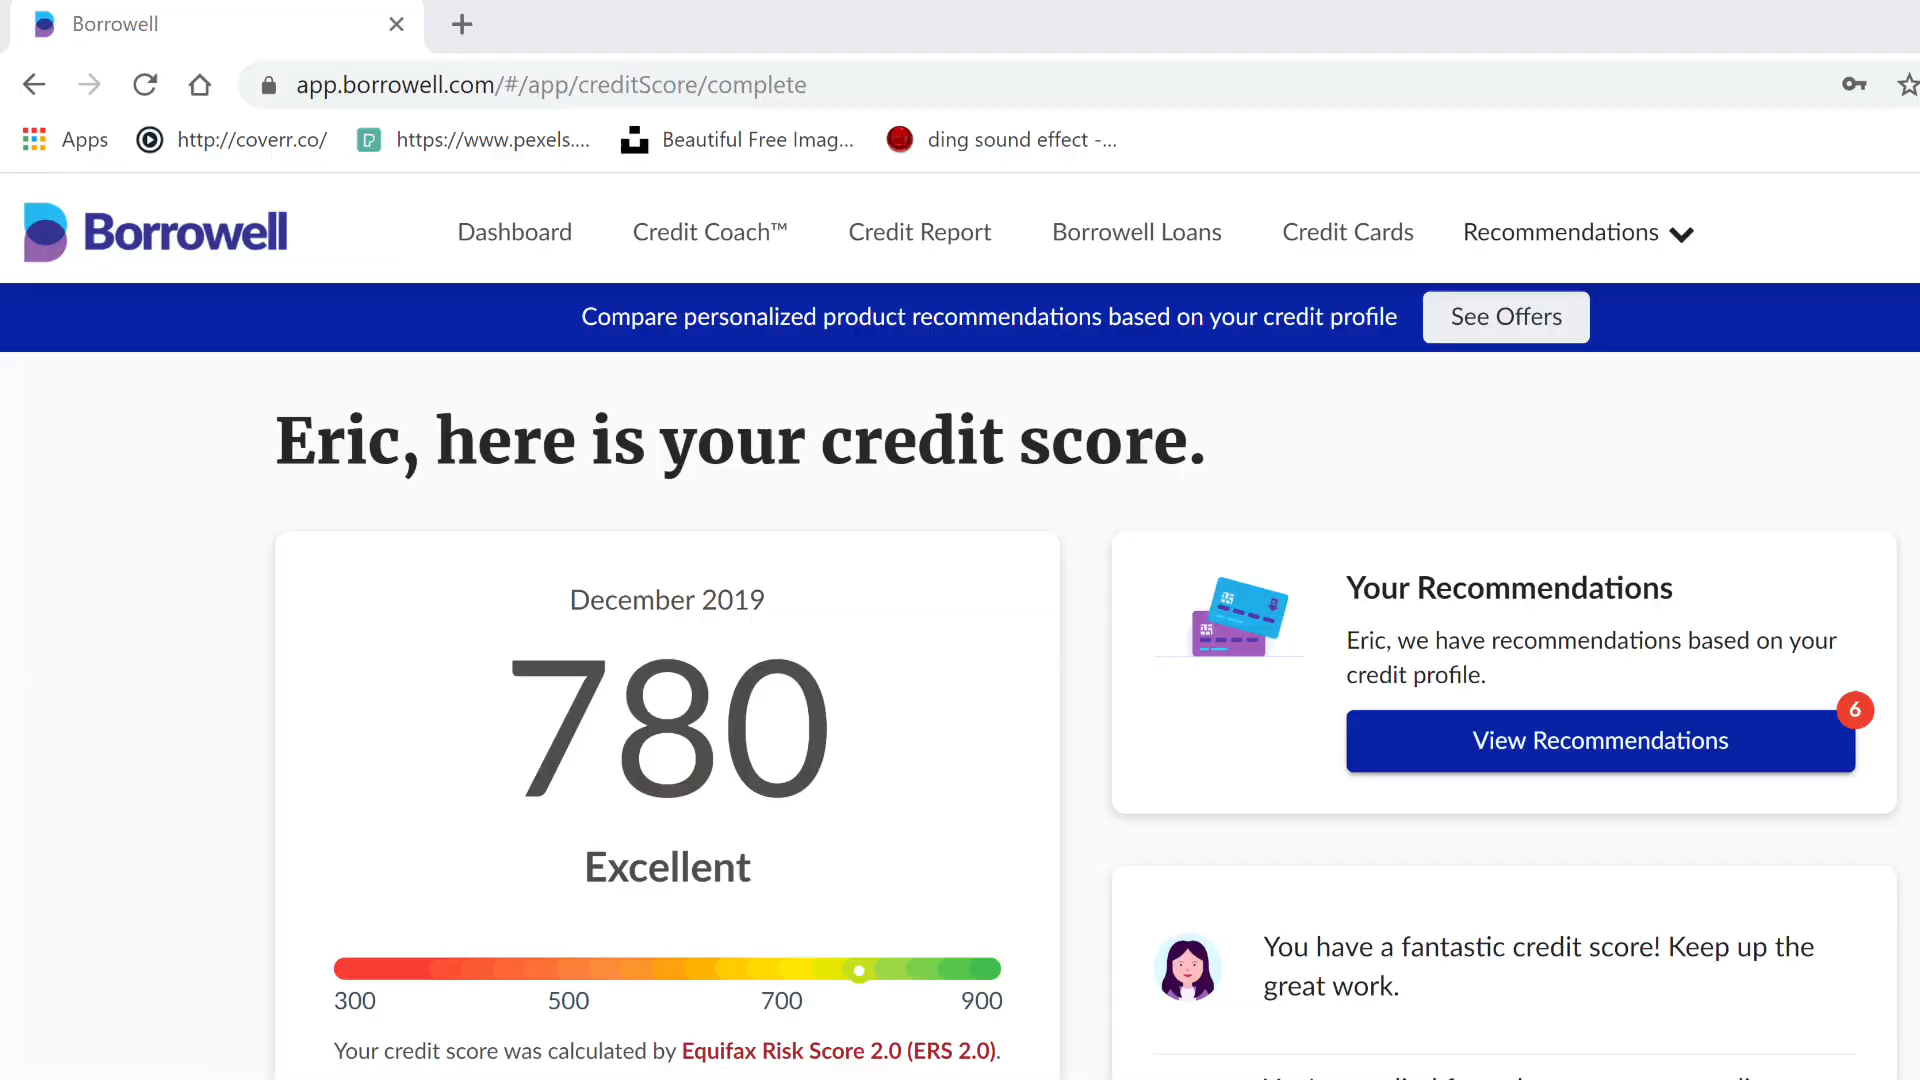 Borrowell
app.borrowell.com/#/app/creditScore/complete
Apps
http://coverr.co/
https://www.pexels....
Beautiful Free Imag...
ding sound effect -...
Borrowell
Dashboard
Credit Coach™
Credit Report
Borrowell Loans
Credit Cards
Recommendations
Compare personalized product recommendations based on your credit profile
See Offers
Eric, here is your credit score.
December 2019
780
Excellent
300 500 700 900
Your credit score was calculated by Equifax Risk Score 2.0 (ERS 2.0).
Your Recommendations
Eric, we have recommendations based on your
credit profile.
6
View Recommendations
You have a fantastic credit score! Keep up the
great work.